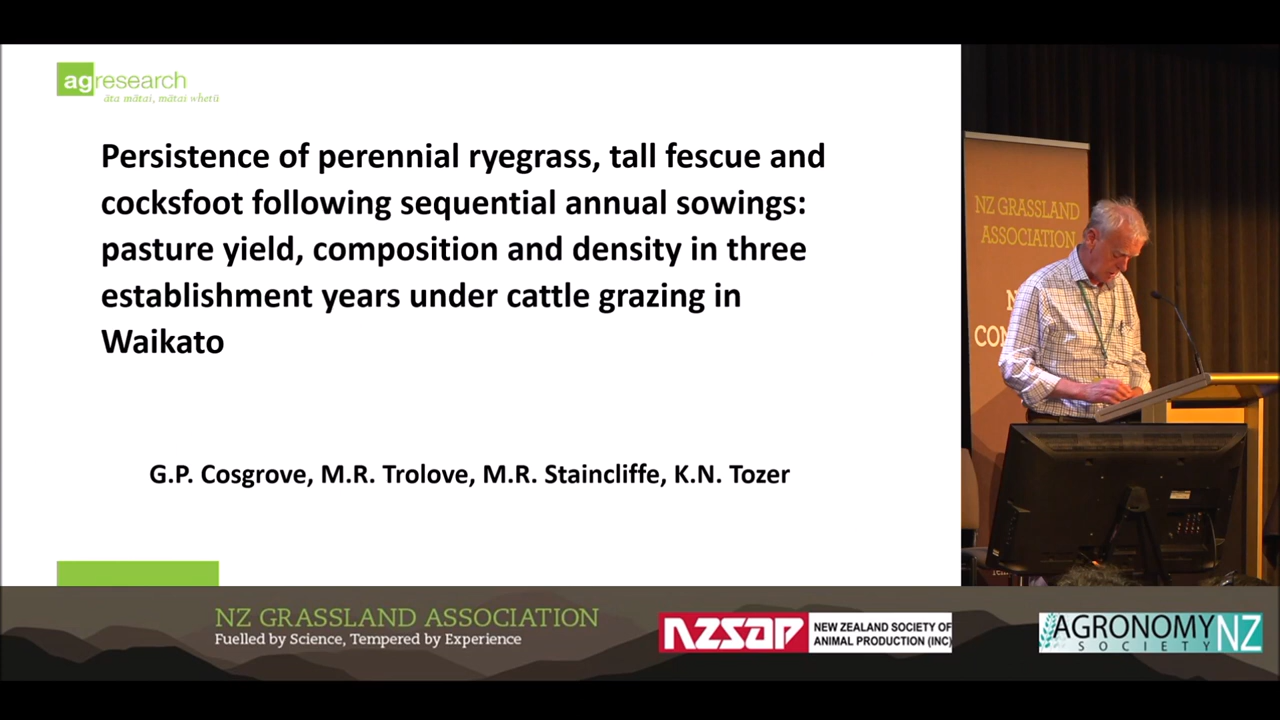 agresearch
āta mātai, mātai whetū
Persistence of perennial ryegrass, tall fescue and
cocksfoot following sequential annual sowings:
pasture yield, composition and density in three
establishment years under cattle grazing in
Waikato
G.P. Cosgrove, M.R. Trolove, M.R. Staincliffe, K.N. Tozer
NZ GRASSLAND
ASSOCIATION
NZ GRASSLAND ASSOCIATION
Fuelled by Science, Tempered by Experience
NZSAP
NEW ZEALAND SOCIETY OF
ANIMAL PRODUCTION (INC)
AGRONOMY
SOCIETY
NZ